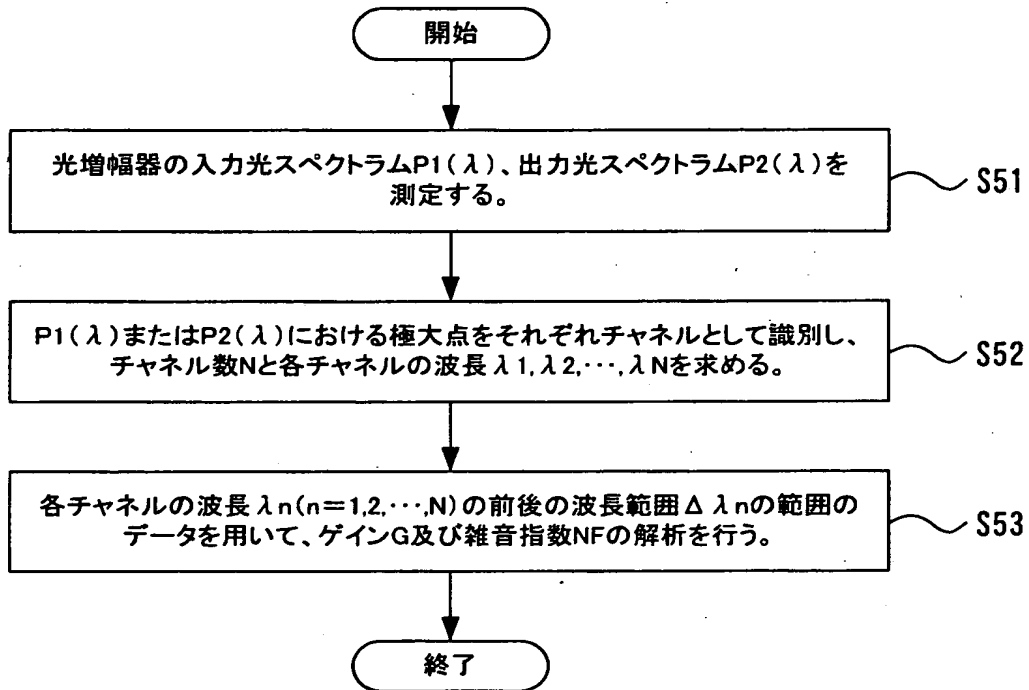 開始
光増幅器の入力光スペクトラムP1(λ)、出力光スペクトラムP2(λ)を
測定する。
S51
P1(λ)またはP2(λ)における極大点をそれぞれチャネルとして識別し、
チャネル数Nと各チャネルの波長λ1,λ2,･･･,λNを求める。
S52
各チャネルの波長λn(n=1,2,･･･,N)の前後の波長範囲Δλnの範囲の
データを用いて、ゲインG及び雑音指数NFの解析を行う。
S53
終了